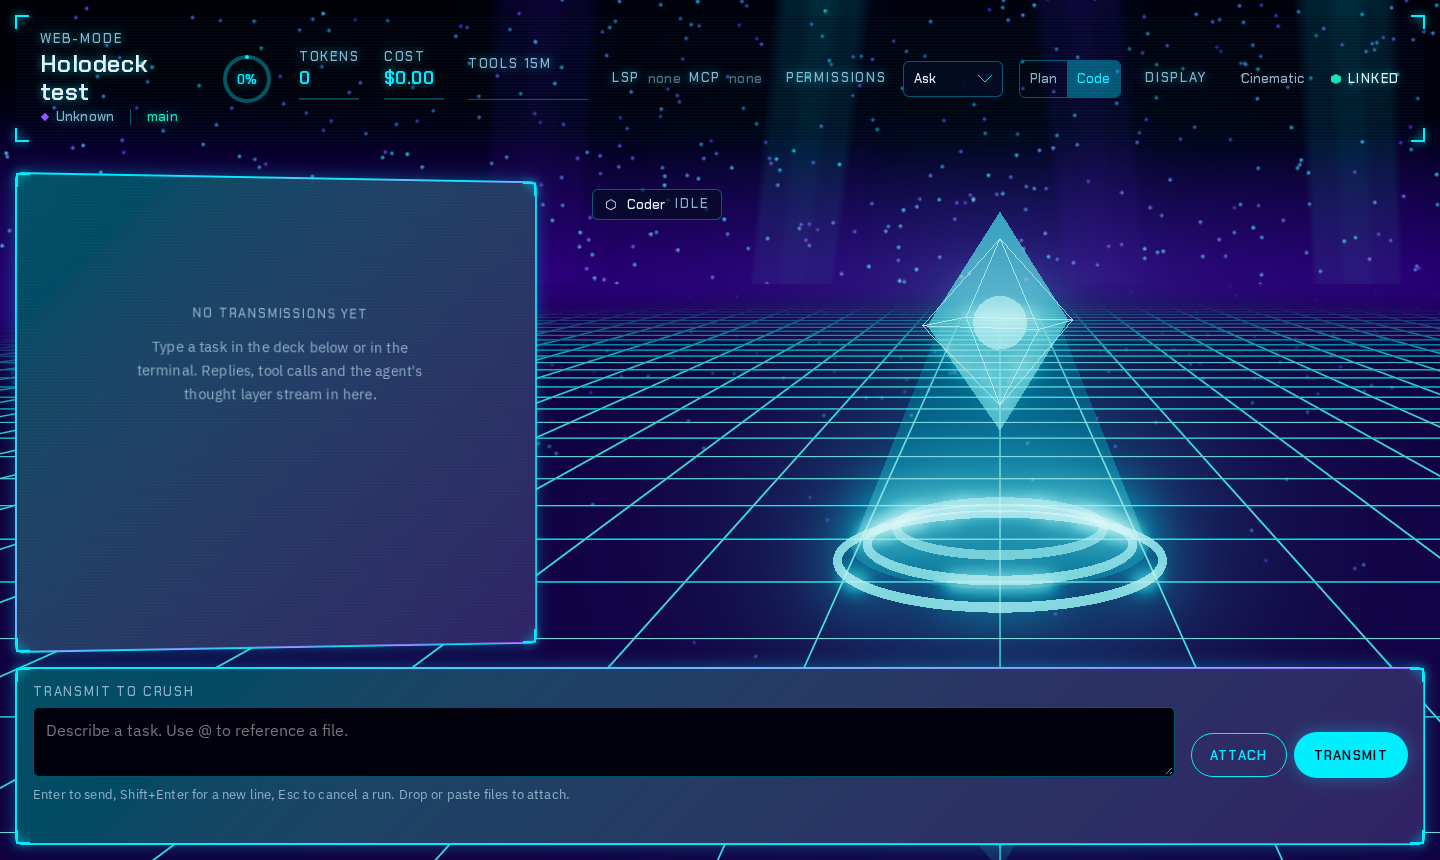 WEB-MODE
Holodeck
test
Unknown main
0%
TOKENS
0
COST
$0.00
TOOLS 15M
LSP none MCP none
PERMISSIONS
Ask
Plan Code
DISPLAY
Cinematic
LINKED
NO TRANSMISSIONS YET
Type a task in the deck below or in the
terminal. Replies, tool calls and the agent's
thought layer stream in here.
Coder IDLE
TRANSMIT TO CRUSH
Describe a task. Use @ to reference a file.
ATTACH
TRANSMIT
Enter to send, Shift+Enter for a new line, Esc to cancel a run. Drop or paste files to attach.